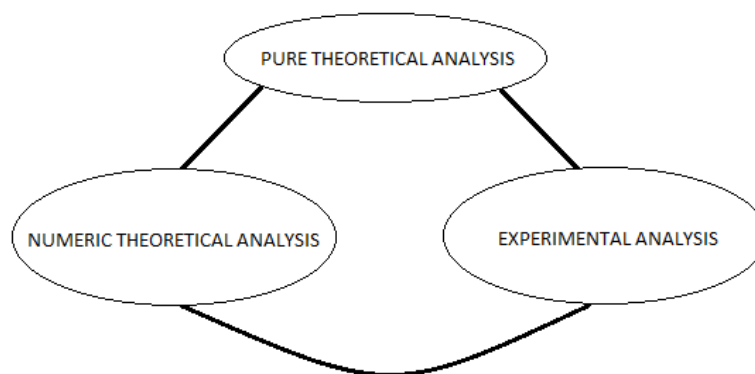 PURE THEORETICAL ANALYSIS
NUMERIC THEORETICAL ANALYSIS
EXPERIMENTAL ANALYSIS